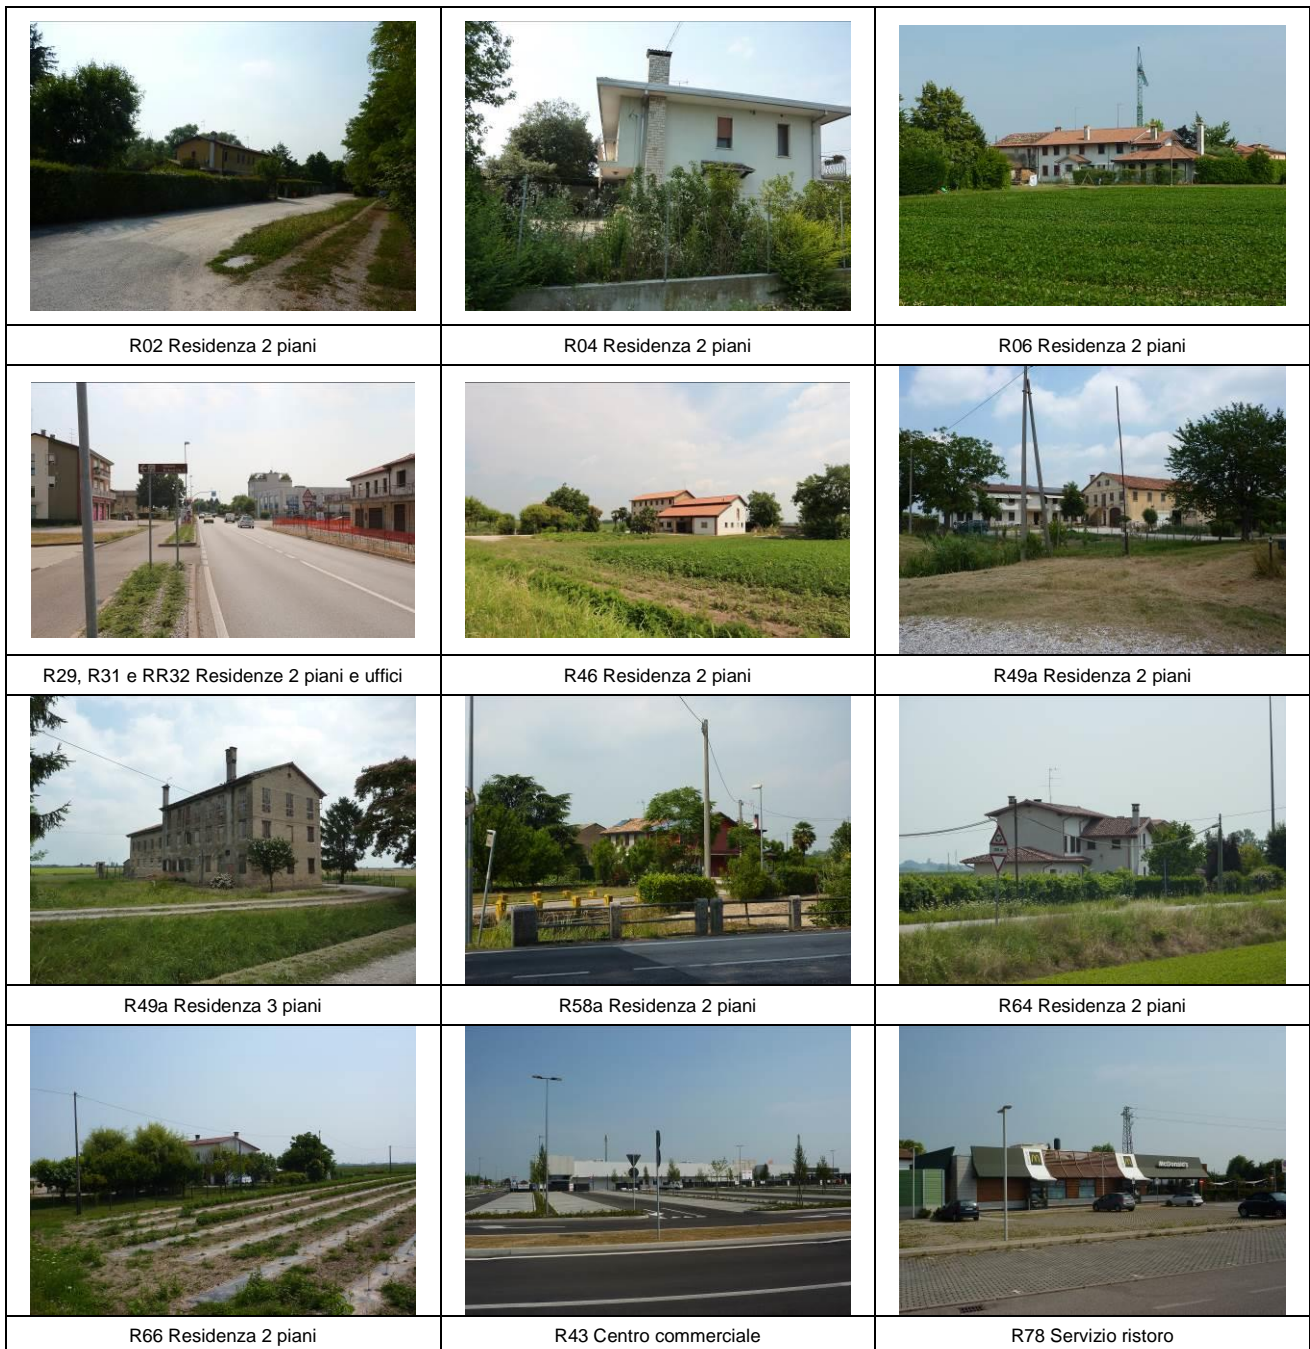 R02 Residenza 2 piani
R04 Residenza 2 piani
R06 Residenza 2 piani
R29, R31 e RR32 Residenze 2 piani e uffici
R46 Residenza 2 piani
R49a Residenza 2 piani
R49a Residenza 3 piani
R58a Residenza 2 piani
R64 Residenza 2 piani
McDonald's
R66 Residenza 2 piani
R43 Centro commerciale
R78 Servizio ristoro